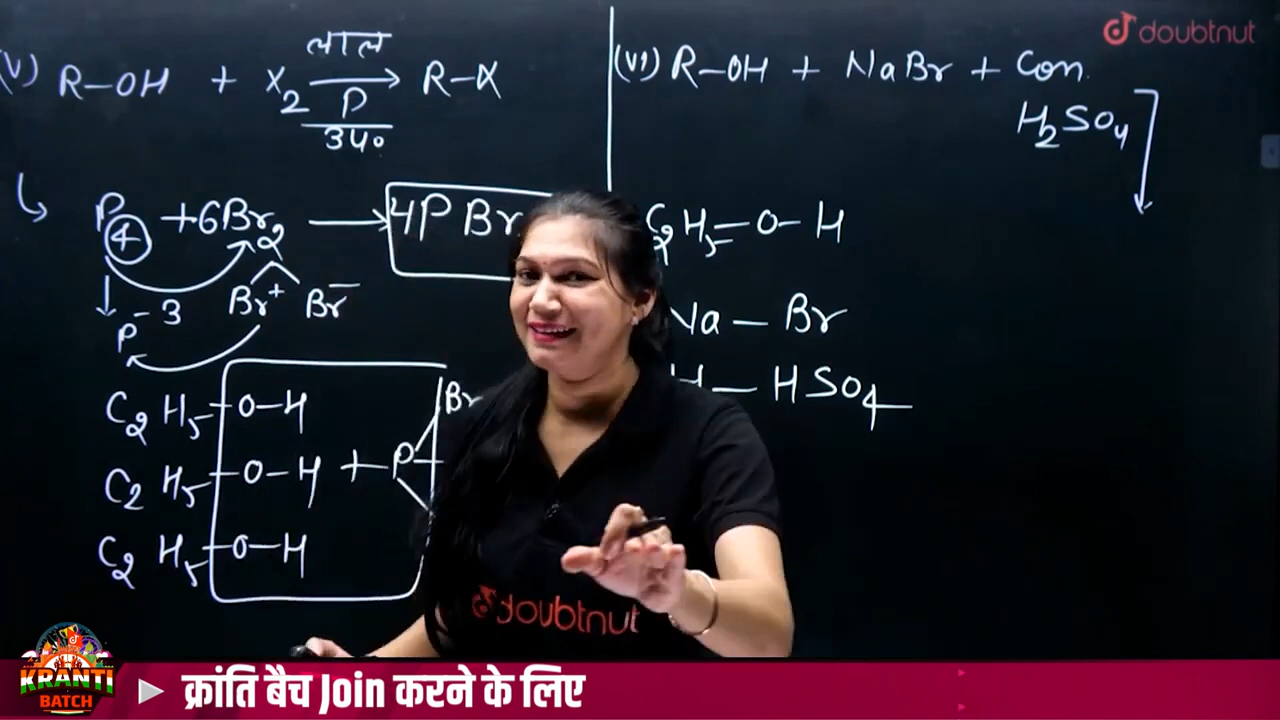 doubtnut
(V) R-OH + X2 → R-X
लाल
P
340
(VI) R-OH + NaBr + Con.
H2SO4
P4 + 6Br2 → 4PBr
Br+ Br-
P-3
C2H5-O-H
Na-Br
H-HSO4
C2H5-O-H
C2H5-O-H + P
Br
C2H5-O-H
doubtnut
KRANTI
BATCH
क्रांति बैच Join करने के लिए